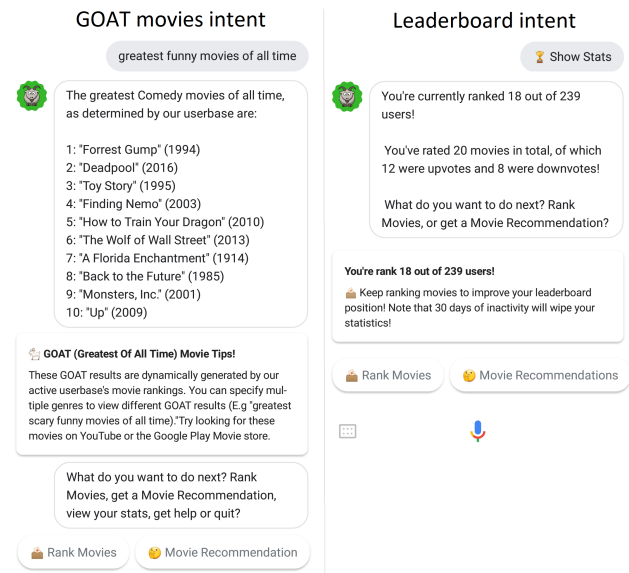 GOAT movies intent
greatest funny movies of all time
The greatest Comedy movies of all time,
as determined by our userbase are:
1: "Forrest Gump" (1994)
2: "Deadpool" (2016)
3: "Toy Story" (1995)
4: "Finding Nemo" (2003)
5: "How to Train Your Dragon" (2010)
6: "The Wolf of Wall Street" (2013)
7: "A Florida Enchantment" (1914)
8: "Back to the Future" (1985)
9: "Monsters, Inc." (2001)
10: "Up" (2009)
🐐 GOAT (Greatest Of All Time) Movie Tips!
These GOAT results are dynamically generated by our
active userbase's movie rankings. You can specify mul-
tiple genres to view different GOAT results (E.g "greatest
scary funny movies of all time)."Try looking for these
movies on YouTube or the Google Play Movie store.
What do you want to do next? Rank
Movies, get a Movie Recommendation,
view your stats, get help or quit?
🗳 Rank Movies
🤔 Movie Recommendation
Leaderboard intent
🏆 Show Stats
You're currently ranked 18 out of 239
users!
You've rated 20 movies in total, of which
12 were upvotes and 8 were downvotes!
What do you want to do next? Rank
Movies, or get a Movie Recommendation?
You're rank 18 out of 239 users!
🗳 Keep ranking movies to improve your leaderboard
position! Note that 30 days of inactivity will wipe your
statistics!
🗳 Rank Movies
🤔 Movie Recommendations